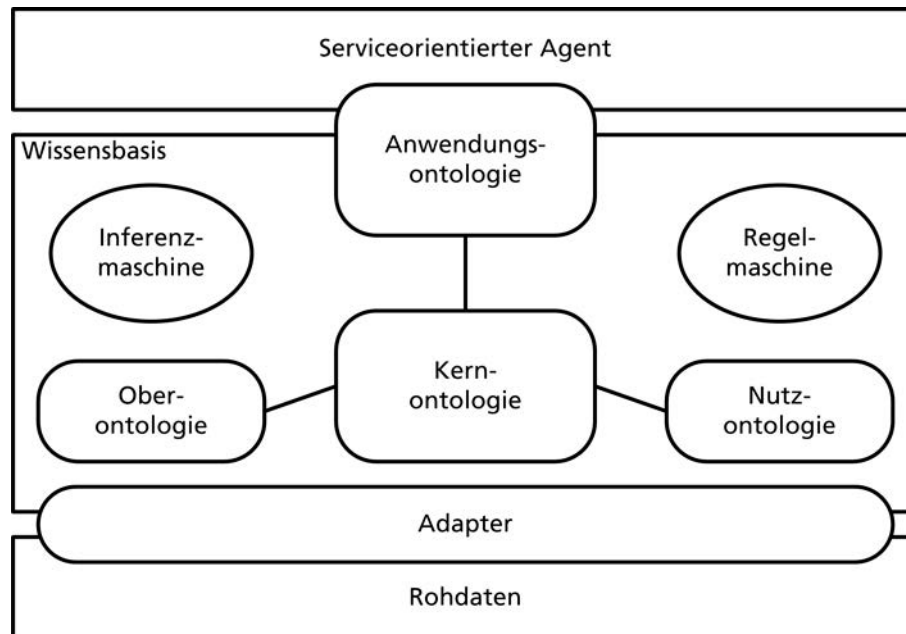 Serviceorientierter Agent
Wissensbasis
Anwendungs-
ontologie
Inferenz-
maschine
Regel-
maschine
Kern-
ontologie
Ober-
ontologie
Nutz-
ontologie
Adapter
Rohdaten